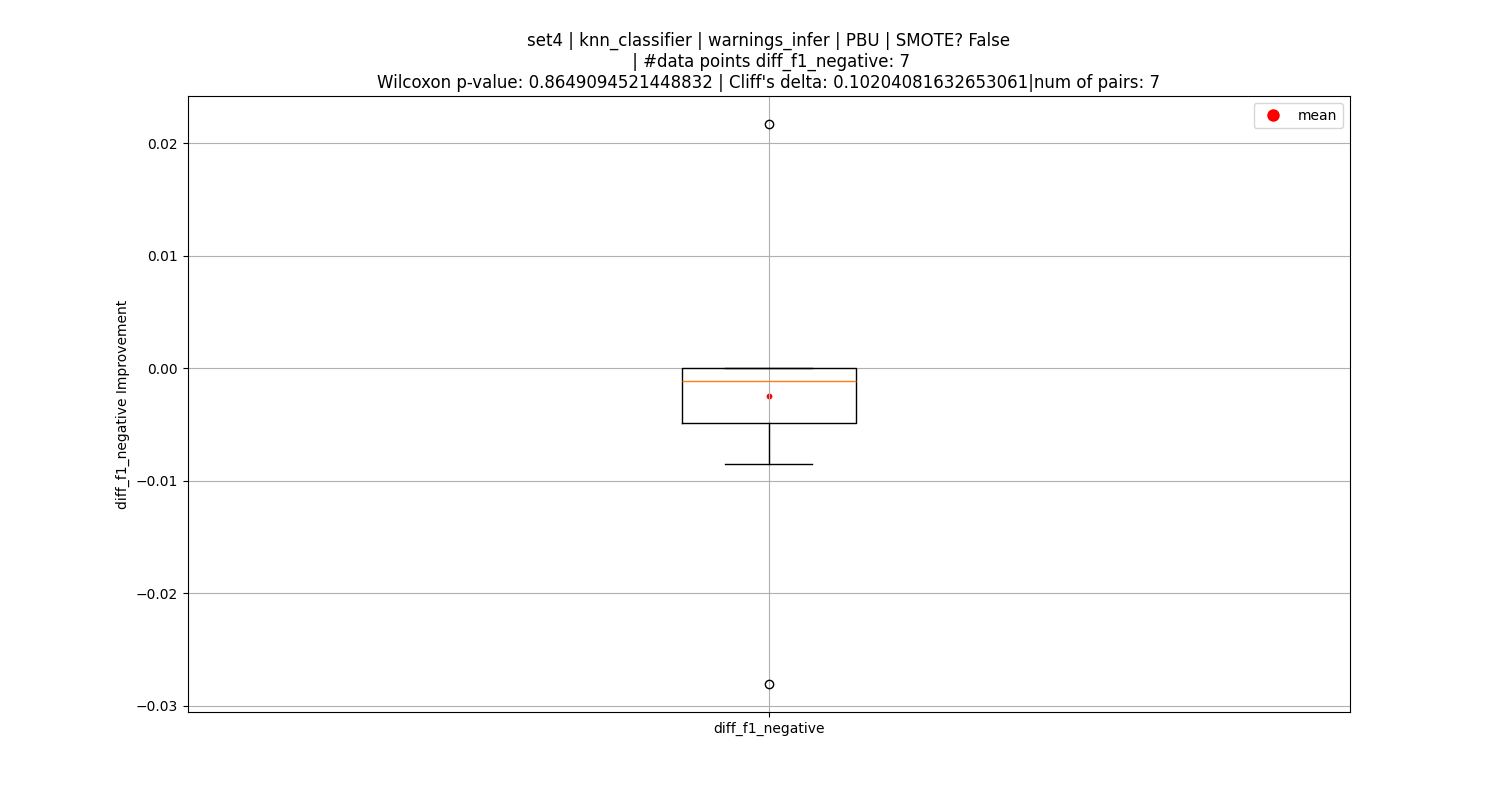 set4 | knn_classifier | warnings_infer | PBU | SMOTE? False
| #data points diff_f1_negative: 7
Wilcoxon p-value: 0.8649094521448832 | Cliff's delta: 0.10204081632653061|num of pairs: 7
mean
0.02
0.01
0.00
−0.01
−0.02
−0.03
diff_f1_negative Improvement
diff_f1_negative